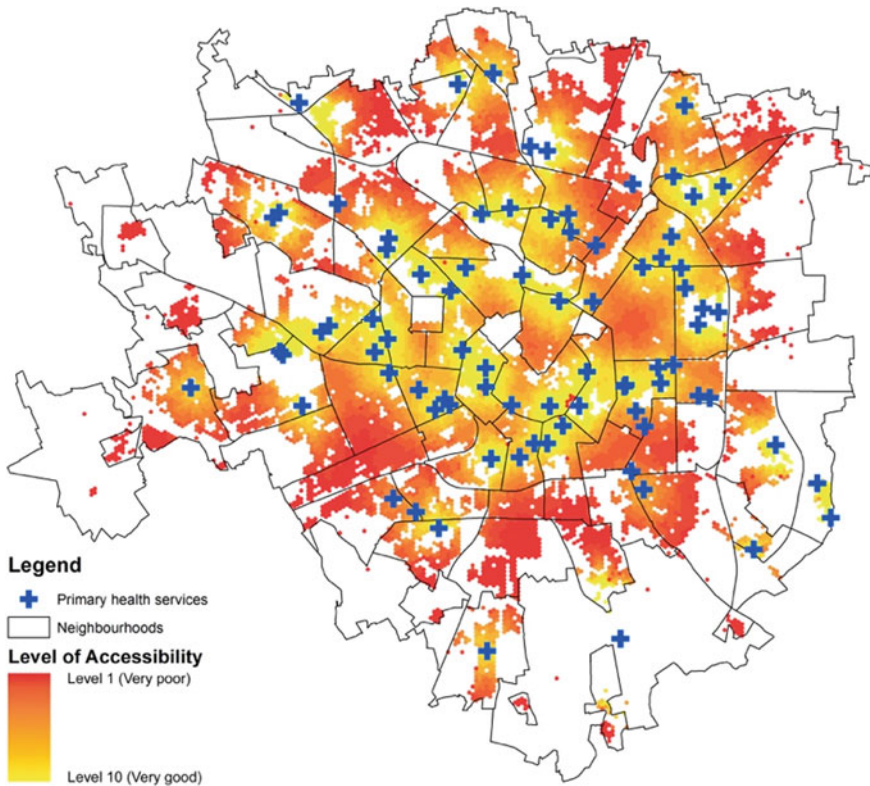 Legend
Primary health services
Neighbourhoods
Level of Accessibility
Level 1 (Very poor)
Level 10 (Very good)